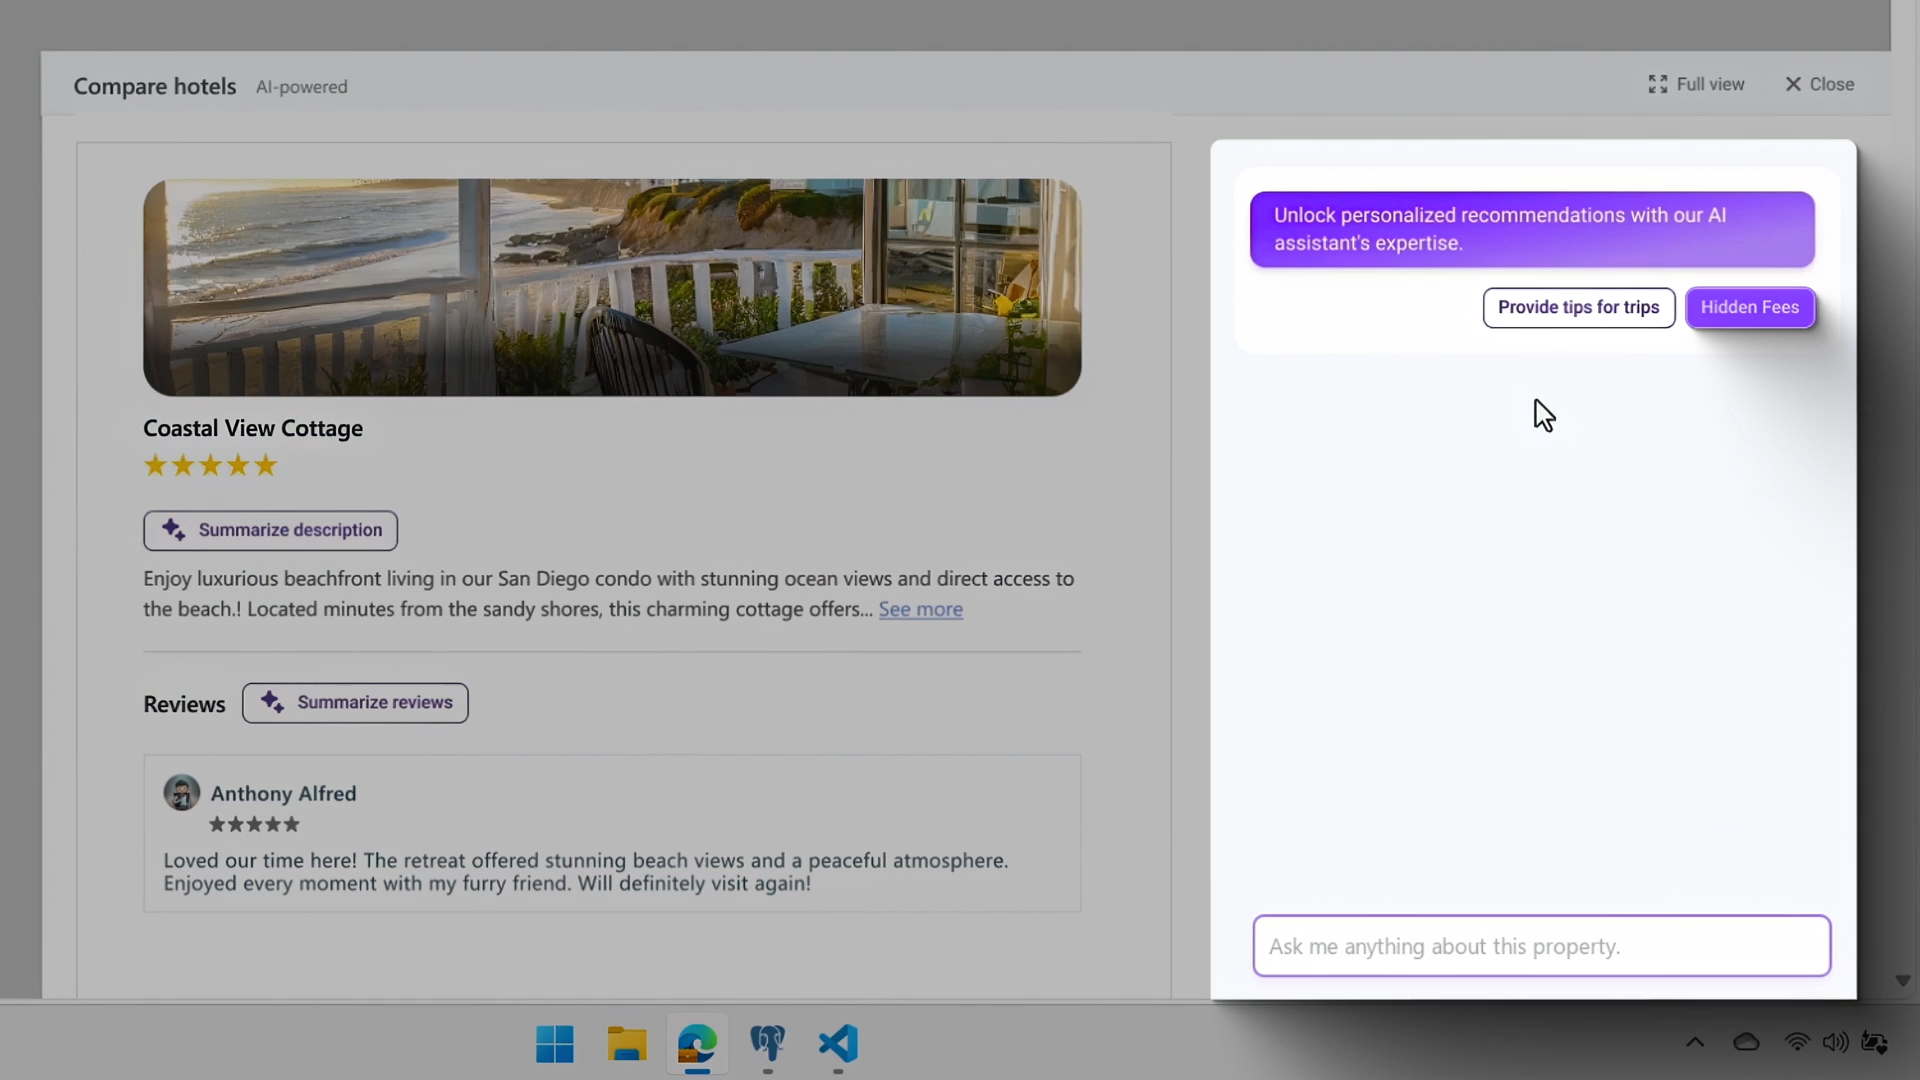 Compare hotels AI-powered
Full view
Close
Coastal View Cottage
Summarize description
Enjoy luxurious beachfront living in our San Diego condo with stunning ocean views and direct access to
the beach.! Located minutes from the sandy shores, this charming cottage offers... See more
Reviews
Summarize reviews
Anthony Alfred
Loved our time here! The retreat offered stunning beach views and a peaceful atmosphere.
Enjoyed every moment with my furry friend. Will definitely visit again!
Unlock personalized recommendations with our AI
assistant's expertise.
Provide tips for trips
Hidden Fees
Ask me anything about this property.